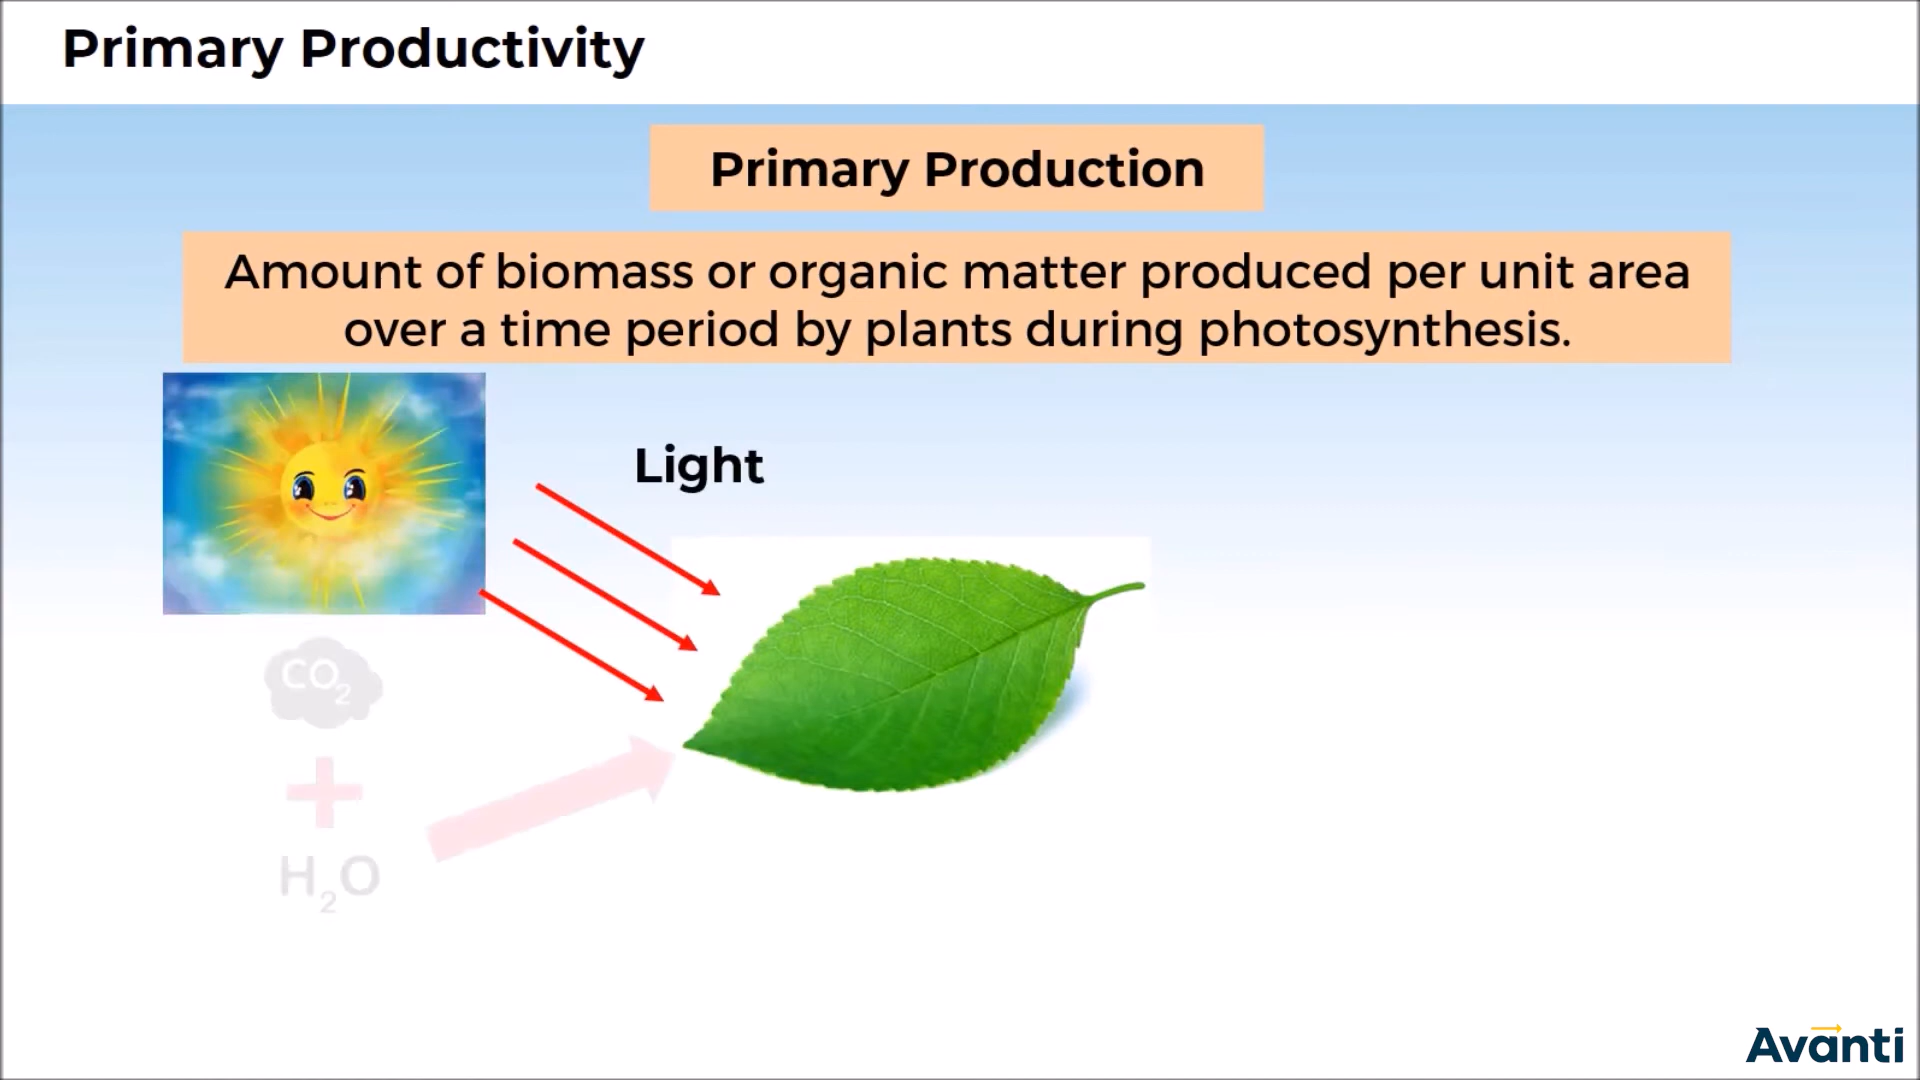 Primary Productivity
Primary Production
Amount of biomass or organic matter produced per unit area
over a time period by plants during photosynthesis.
Light
CO₂
+
H₂O
Avanti